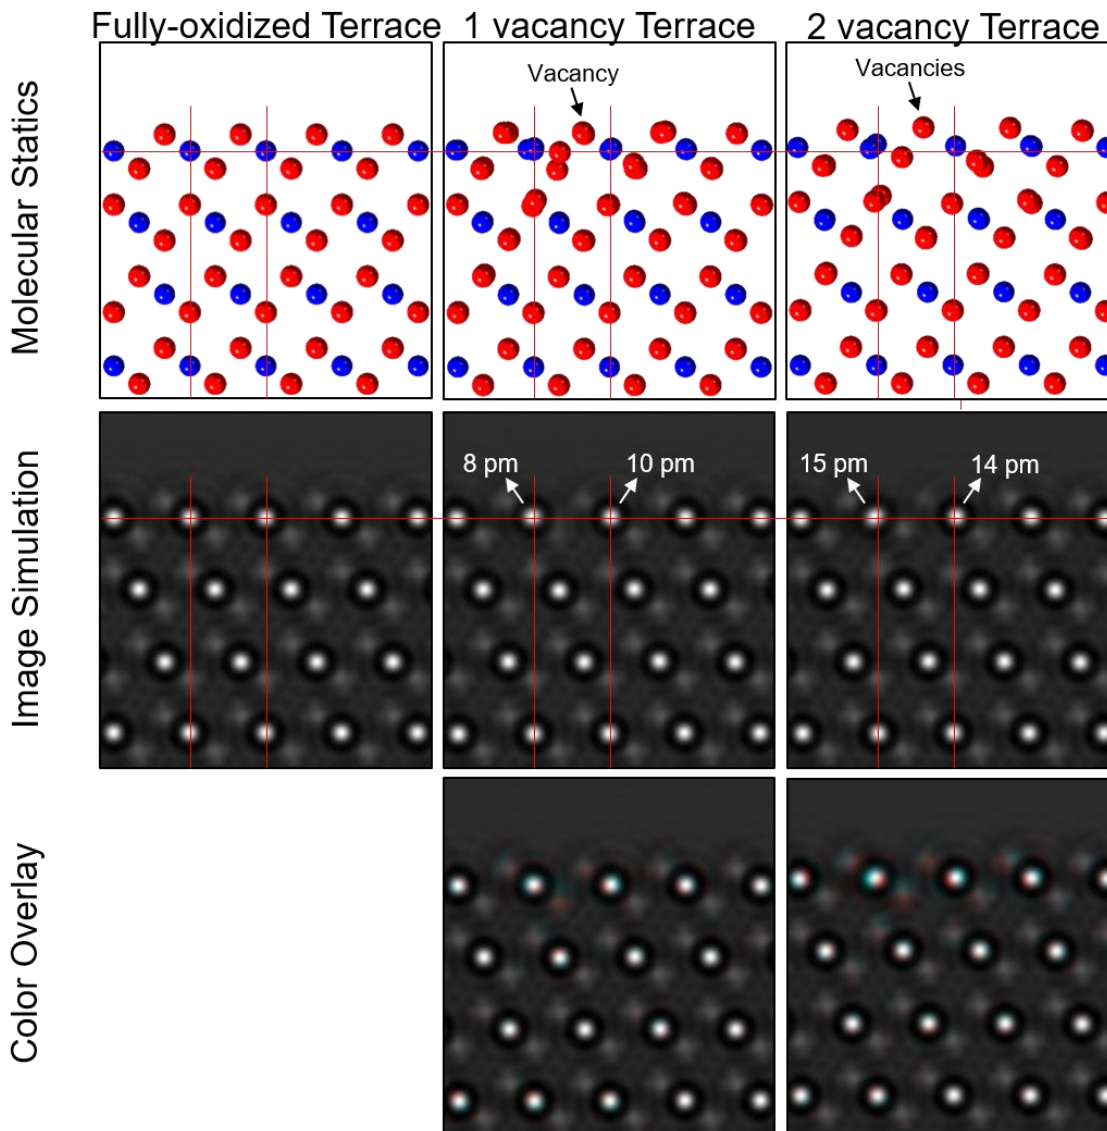 Fully-oxidized Terrace
1 vacancy Terrace
2 vacancy Terrace
Molecular Statics
Vacancy
Vacancies
Image Simulation
8 pm
10 pm
15 pm
14 pm
Color Overlay